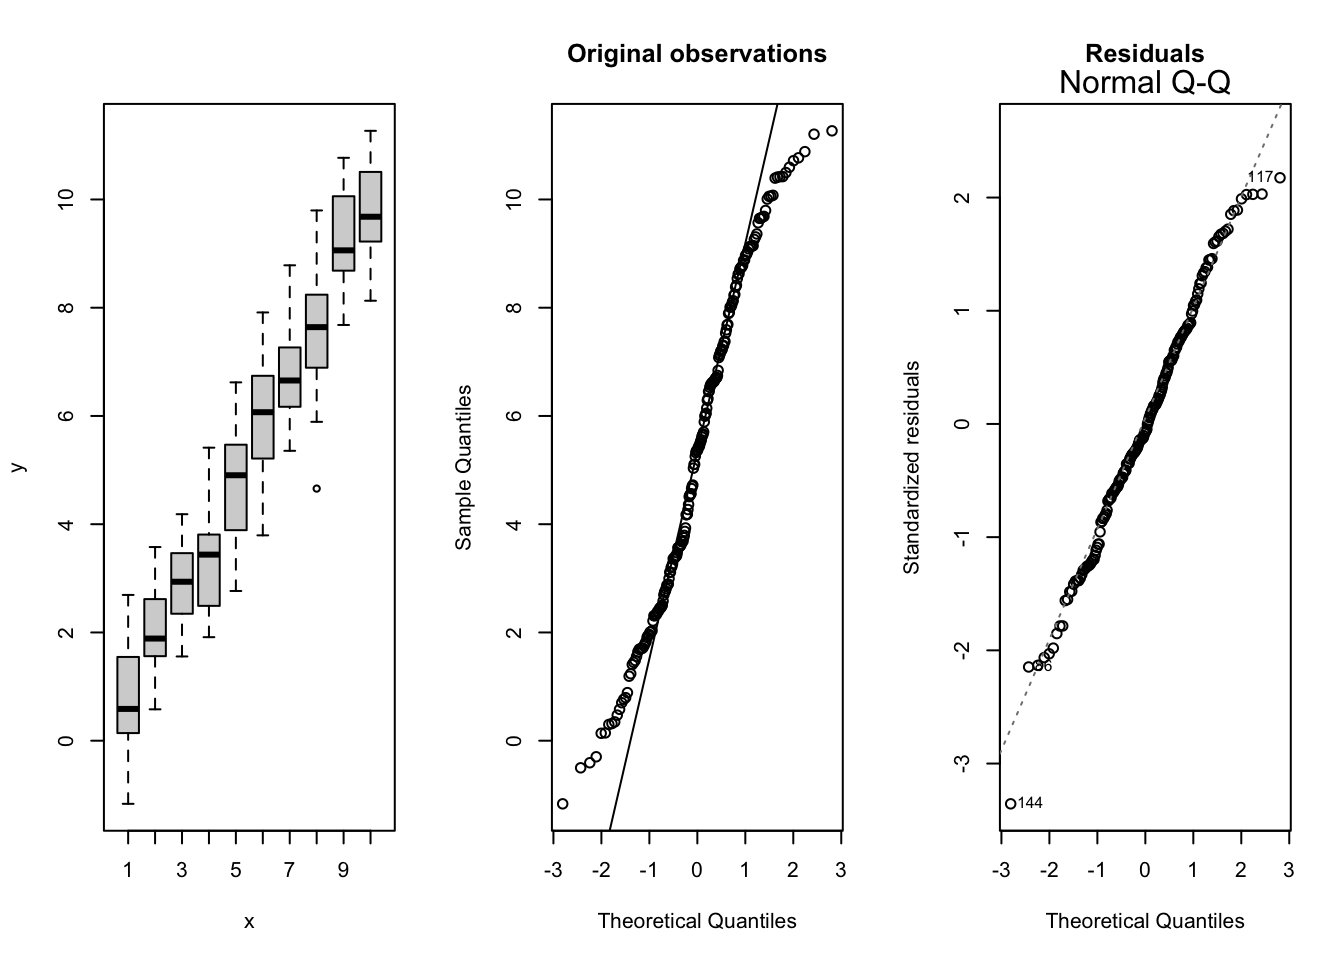 y
10
8
6
4
2
0
1 3 5 7 9
x
Original observations
Sample Quantiles
10
8
6
4
2
0
-3 -2 -1 0 1 2 3
Theoretical Quantiles
Residuals
Normal Q-Q
Standardized residuals
2
1
0
-1
-2
-3
117
144
-3 -2 -1 0 1 2 3
Theoretical Quantiles